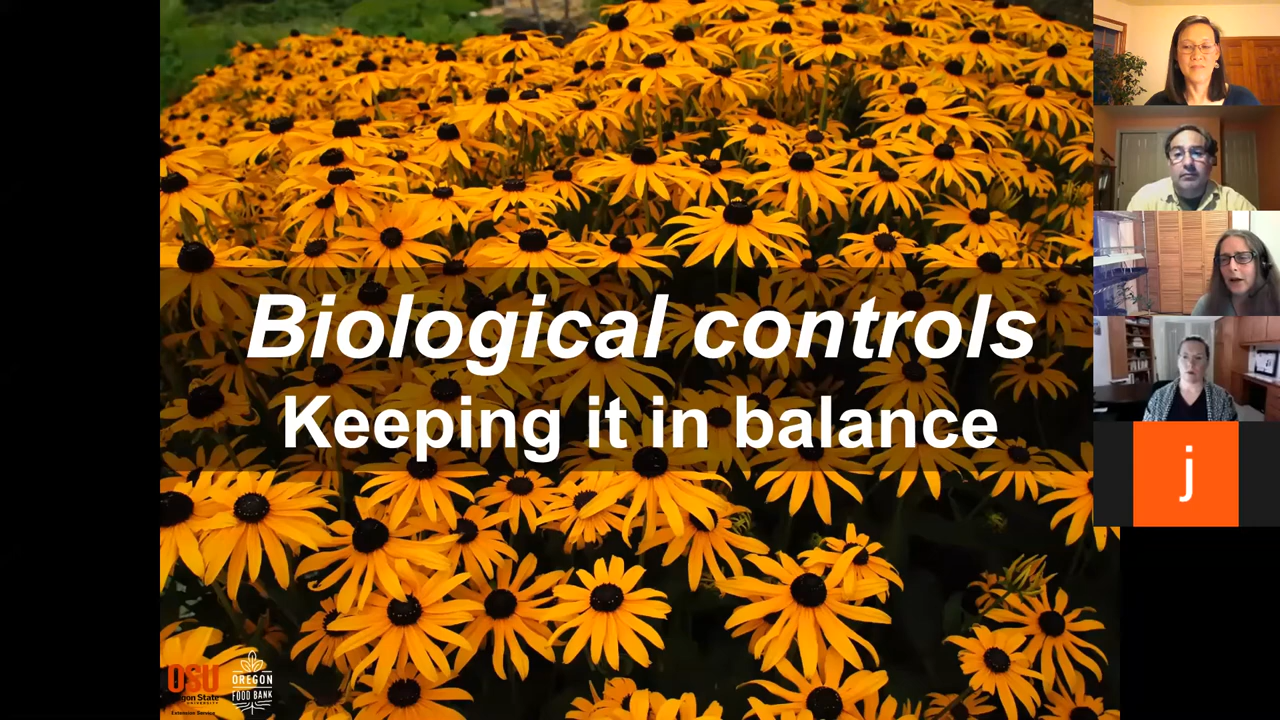 Biological controls
Keeping it in balance
j
OSU
Oregon State
UNIVERSITY
Extension Service
OREGON
FOOD BANK